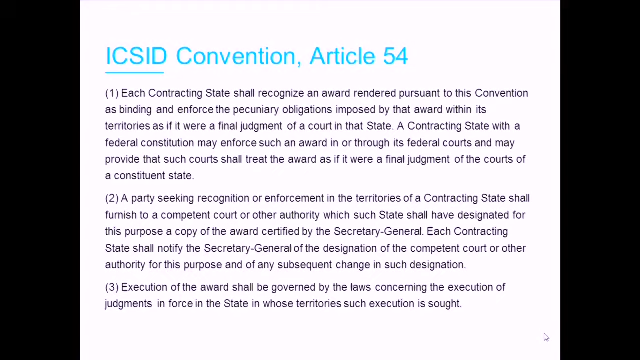 ICSID Convention, Article 54
(1) Each Contracting State shall recognize an award rendered pursuant to this Convention
as binding and enforce the pecuniary obligations imposed by that award within its
territories as if it were a final judgment of a court in that State. A Contracting State with a
federal constitution may enforce such an award in or through its federal courts and may
provide that such courts shall treat the award as if it were a final judgment of the courts of
a constituent state.
(2) A party seeking recognition or enforcement in the territories of a Contracting State shall
furnish to a competent court or other authority which such State shall have designated for
this purpose a copy of the award certified by the Secretary-General. Each Contracting
State shall notify the Secretary-General of the designation of the competent court or other
authority for this purpose and of any subsequent change in such designation.
(3) Execution of the award shall be governed by the laws concerning the execution of
judgments in force in the State in whose territories such execution is sought.